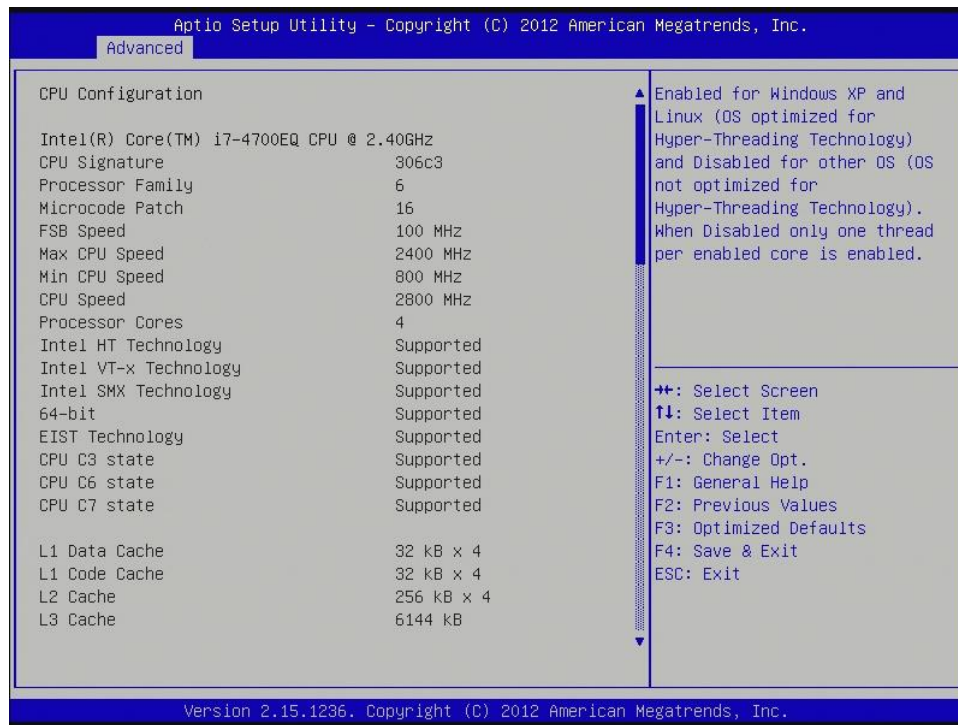 Aptio Setup Utility – Copyright (C) 2012 American Megatrends, Inc.
Advanced
CPU Configuration
Intel(R) Core(TM) i7-4700EQ CPU @ 2.40GHz
CPU Signature 306c3
Processor Family 6
Microcode Patch 16
FSB Speed 100 MHz
Max CPU Speed 2400 MHz
Min CPU Speed 800 MHz
CPU Speed 2800 MHz
Processor Cores 4
Intel HT Technology Supported
Intel VT-x Technology Supported
Intel SMX Technology Supported
64-bit Supported
EIST Technology Supported
CPU C3 state Supported
CPU C6 state Supported
CPU C7 state Supported
L1 Data Cache 32 kB x 4
L1 Code Cache 32 kB x 4
L2 Cache 256 kB x 4
L3 Cache 6144 kB
Enabled for Windows XP and
Linux (OS optimized for
Hyper-Threading Technology)
and Disabled for other OS (OS
not optimized for
Hyper-Threading Technology).
When Disabled only one thread
per enabled core is enabled.
→←: Select Screen
↑↓: Select Item
Enter: Select
+/-: Change Opt.
F1: General Help
F2: Previous Values
F3: Optimized Defaults
F4: Save & Exit
ESC: Exit
Version 2.15.1236. Copyright (C) 2012 American Megatrends, Inc.